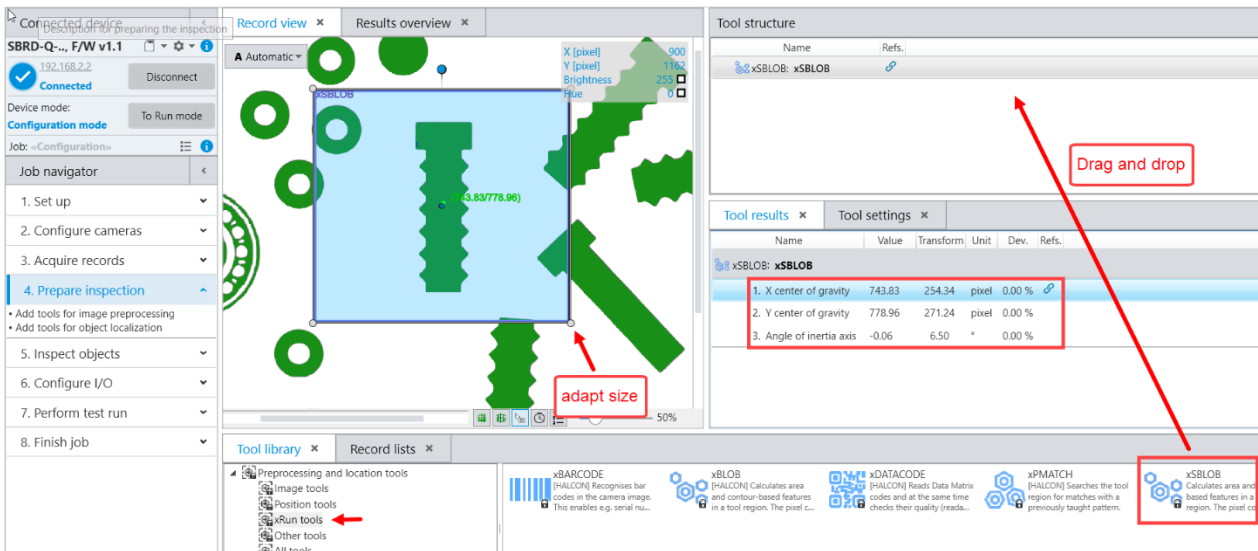 Connected device
Description for preparing the inspection
SBRD-Q-..., F/W v1.1
192.168.2.2
Connected
Disconnect
Device mode:
Configuration mode
To Run mode
Job: «Configuration»
Job navigator
1. Set up
2. Configure cameras
3. Acquire records
4. Prepare inspection
• Add tools for image preprocessing
• Add tools for object localization
5. Inspect objects
6. Configure I/O
7. Perform test run
8. Finish job
Record view
Results overview
A Automatic
X [pixel] 900
Y [pixel] 1162
Brightness 255
Hue 0
xSBLOB
(743.83/778.96)
adapt size
50%
Tool structure
Name Refs.
xSBLOB: xSBLOB
Drag and drop
Tool results
Tool settings
Name Value Transform Unit Dev. Refs.
xSBLOB: xSBLOB
1. X center of gravity 743.83 254.34 pixel 0.00 %
2. Y center of gravity 778.96 271.24 pixel 0.00 %
3. Angle of inertia axis -0.06 6.50 ° 0.00 %
Tool library
Record lists
Preprocessing and location tools
Image tools
Position tools
xRun tools
Other tools
All tools
xBARCODE
[HALCON] Recognises bar
codes in the camera image.
This enables e.g. serial nu...
xBLOB
[HALCON] Calculates area
and contour-based features
in a tool region. The pixel c...
xDATACODE
[HALCON] Reads Data Matrix
codes and at the same time
checks their quality (reada...
xPMATCH
[HALCON] Searches the tool
region for matches with a
previously taught pattern.
xSBLOB
Calculates area and
based features in a
region. The pixel co